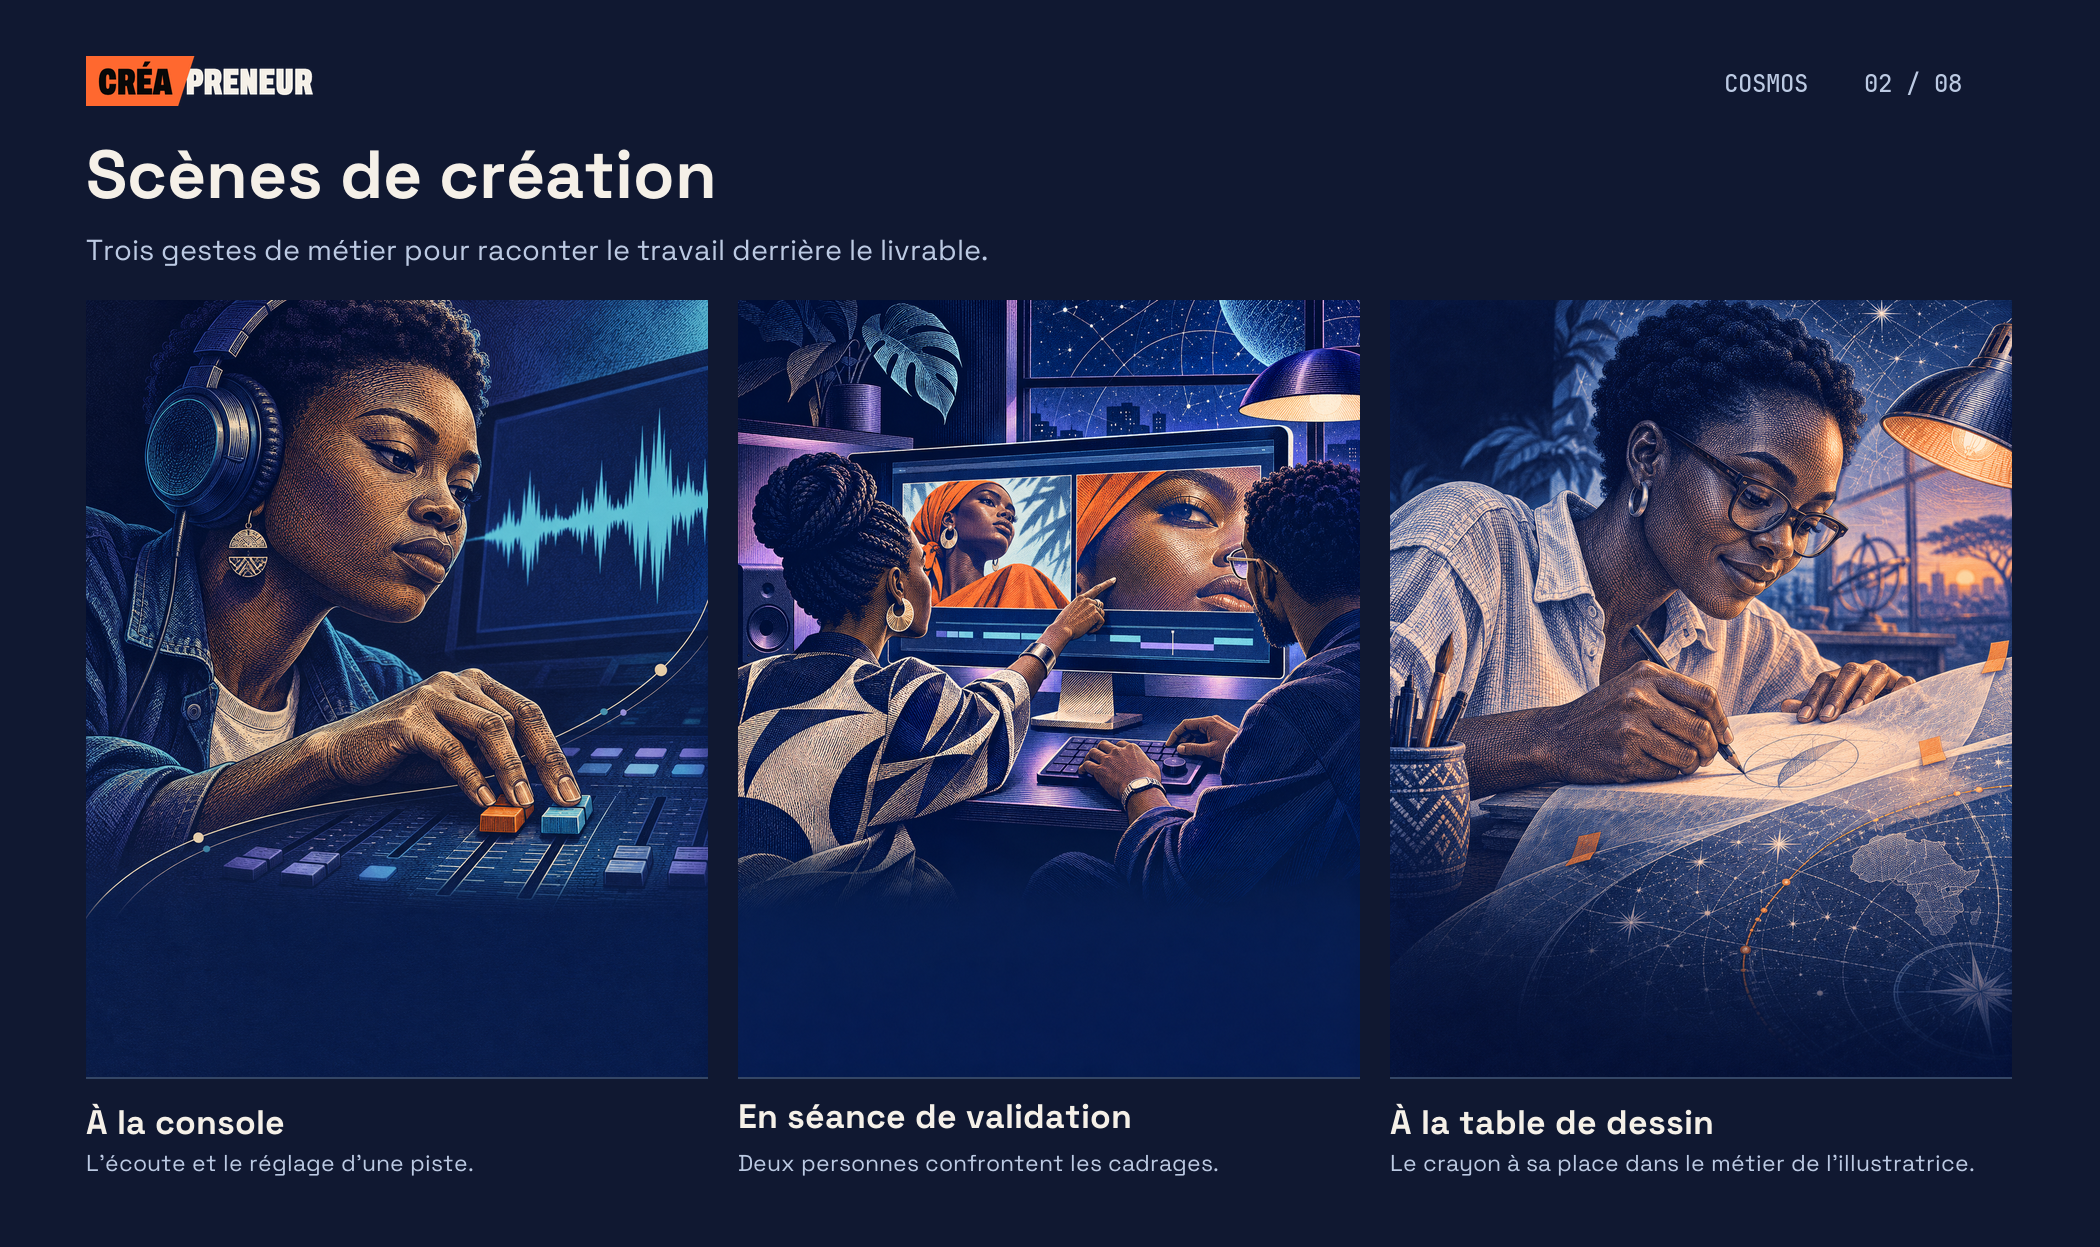 CRÉAPRENEUR
COSMOS 02 / 08
Scènes de création
Trois gestes de métier pour raconter le travail derrière le livrable.
À la console
L’écoute et le réglage d’une piste.
En séance de validation
Deux personnes confrontent les cadrages.
À la table de dessin
Le crayon à sa place dans le métier de l’illustratrice.